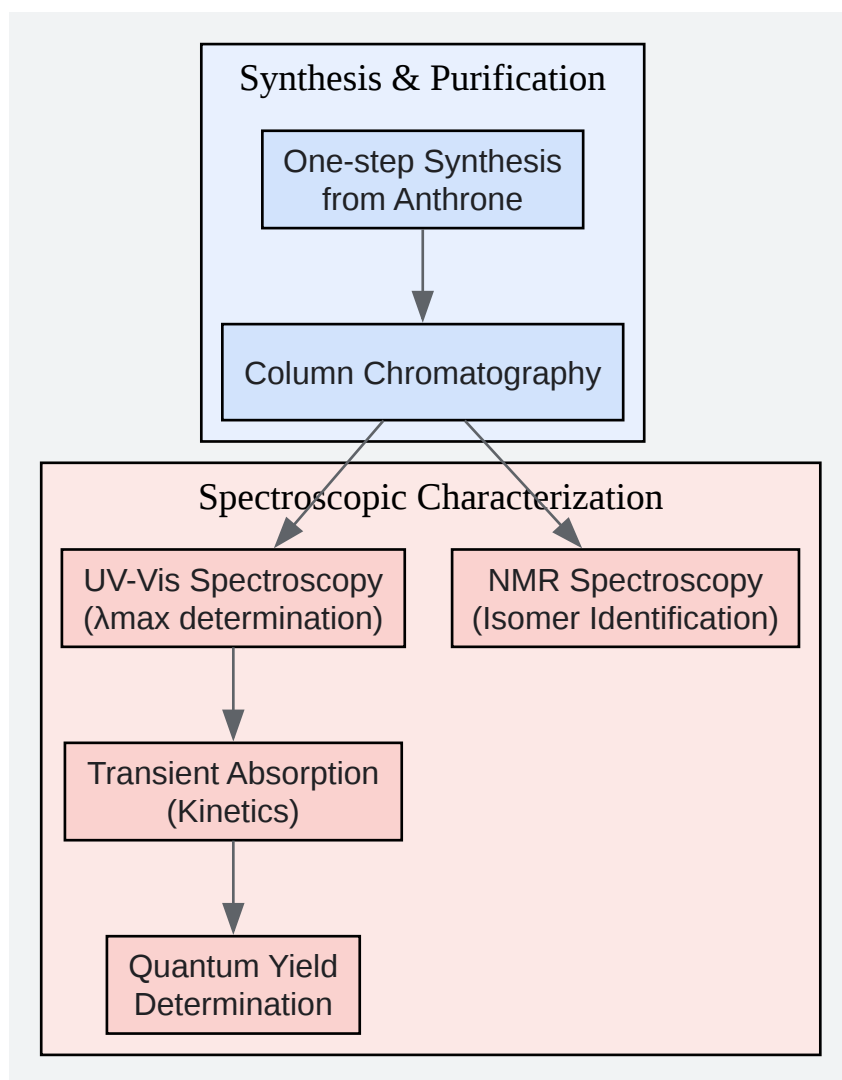 Synthesis & Purification
One-step Synthesis
from Anthrone
Column Chromatography
Spectroscopic Characterization
UV-Vis Spectroscopy
(λmax determination)
NMR Spectroscopy
(Isomer Identification)
Transient Absorption
(Kinetics)
Quantum Yield
Determination